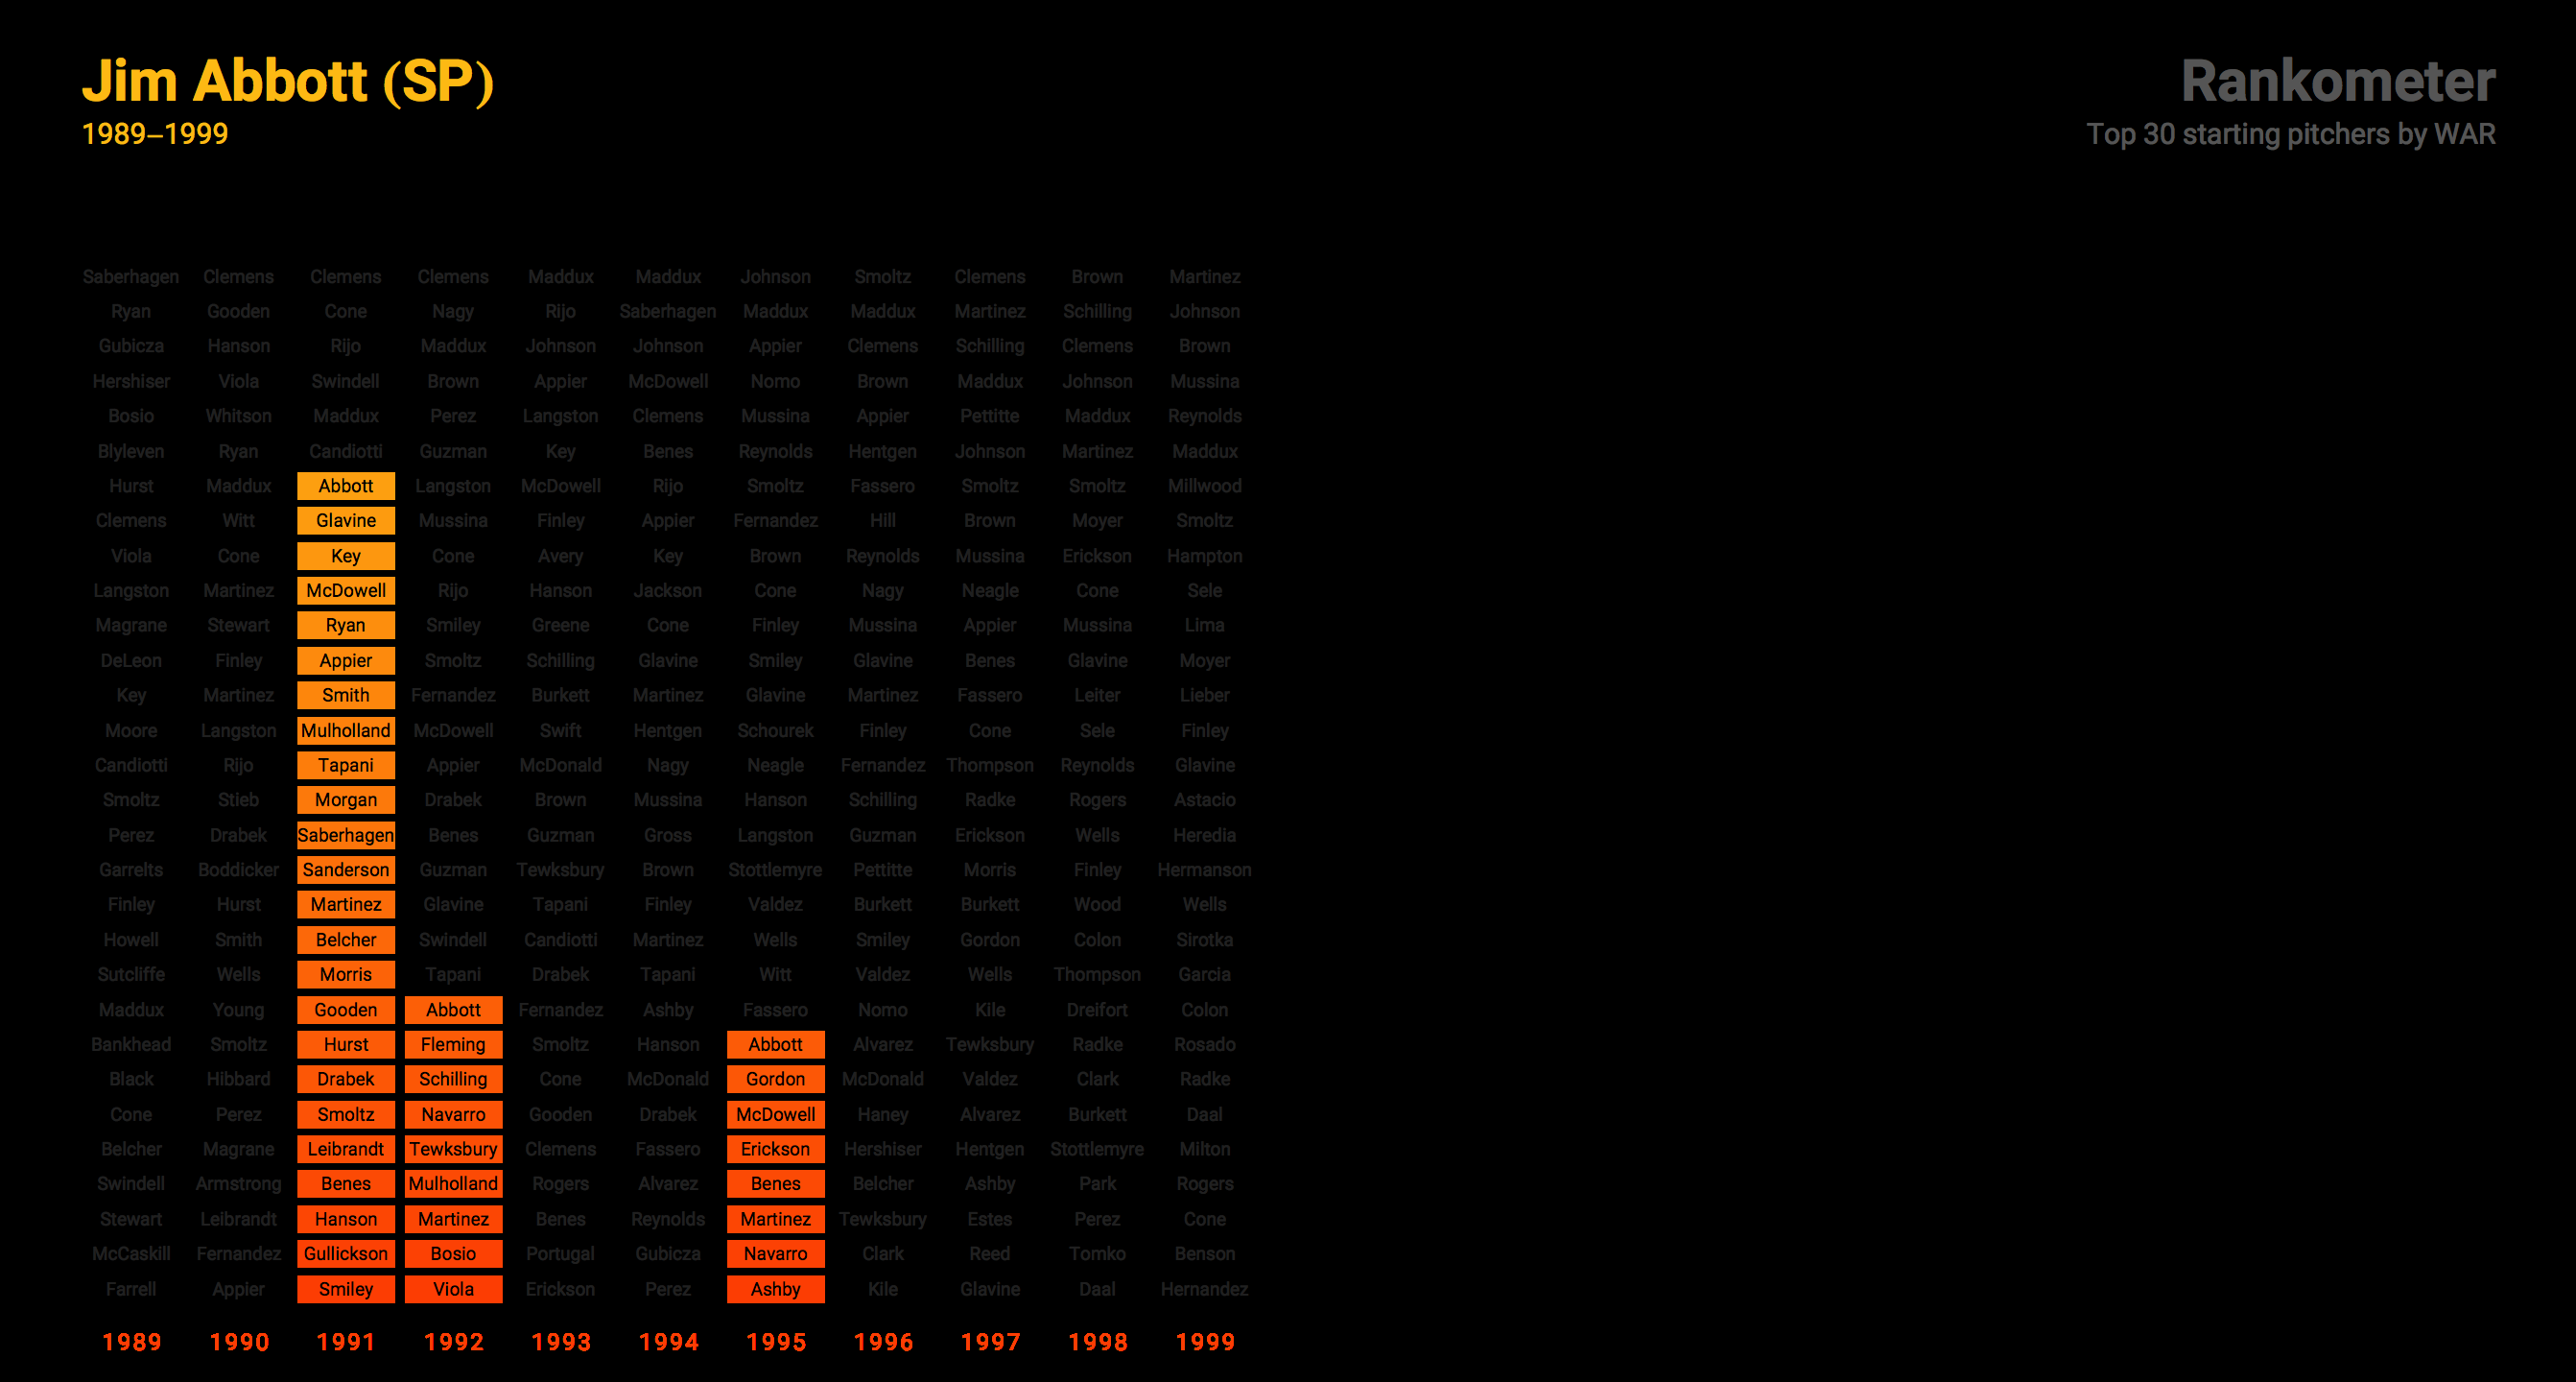 Jim Abbott (SP)
1989–1999
Rankometer
Top 30 starting pitchers by WAR
Saberhagen Clemens Clemens Clemens Maddux Maddux Johnson Smoltz Clemens Brown Martinez
Ryan Gooden Cone Nagy Rijo Saberhagen Maddux Maddux Martinez Schilling Johnson
Gubicza Hanson Rijo Maddux Johnson Johnson Appier Clemens Schilling Clemens Brown
Hershiser Viola Swindell Brown Appier McDowell Nomo Brown Maddux Johnson Mussina
Bosio Whitson Maddux Perez Langston Clemens Mussina Appier Pettitte Maddux Reynolds
Blyleven Ryan Candiotti Guzman Key Benes Reynolds Hentgen Johnson Martinez Maddux
Hurst Maddux Abbott Langston McDowell Rijo Smoltz Fassero Smoltz Smoltz Millwood
Clemens Witt Glavine Mussina Finley Appier Fernandez Hill Brown Moyer Smoltz
Viola Cone Key Cone Avery Key Brown Reynolds Mussina Erickson Hampton
Langston Martinez McDowell Rijo Hanson Jackson Cone Nagy Neagle Cone Sele
Magrane Stewart Ryan Smiley Greene Cone Finley Mussina Appier Mussina Lima
DeLeon Finley Appier Smoltz Schilling Glavine Smiley Glavine Benes Glavine Moyer
Key Martinez Smith Fernandez Burkett Martinez Glavine Martinez Fassero Leiter Lieber
Moore Langston Mulholland McDowell Swift Hentgen Schourek Finley Cone Sele Finley
Candiotti Rijo Tapani Appier McDonald Nagy Neagle Fernandez Thompson Reynolds Glavine
Smoltz Stieb Morgan Drabek Brown Mussina Hanson Schilling Radke Rogers Astacio
Perez Drabek Saberhagen Benes Guzman Gross Langston Guzman Erickson Wells Heredia
Garrelts Boddicker Sanderson Guzman Tewksbury Brown Stottlemyre Pettitte Morris Finley Hermanson
Finley Hurst Martinez Glavine Tapani Finley Valdez Burkett Burkett Wood Wells
Howell Smith Belcher Swindell Candiotti Martinez Wells Smiley Gordon Colon Sirotka
Sutcliffe Wells Morris Tapani Drabek Tapani Witt Valdez Wells Thompson Garcia
Maddux Young Gooden Abbott Fernandez Ashby Fassero Nomo Kile Dreifort Colon
Bankhead Smoltz Hurst Fleming Smoltz Hanson Abbott Alvarez Tewksbury Radke Rosado
Black Hibbard Drabek Schilling Cone McDonald Gordon McDonald Valdez Clark Radke
Cone Perez Smoltz Navarro Gooden Drabek McDowell Haney Alvarez Burkett Daal
Belcher Magrane Leibrandt Tewksbury Clemens Fassero Erickson Hershiser Hentgen Stottlemyre Milton
Swindell Armstrong Benes Mulholland Rogers Alvarez Benes Belcher Ashby Park Rogers
Stewart Leibrandt Hanson Martinez Benes Reynolds Martinez Tewksbury Estes Perez Cone
McCaskill Fernandez Gullickson Bosio Portugal Gubicza Navarro Clark Reed Tomko Benson
Farrell Appier Smiley Viola Erickson Perez Ashby Kile Glavine Daal Hernandez
1989 1990 1991 1992 1993 1994 1995 1996 1997 1998 1999